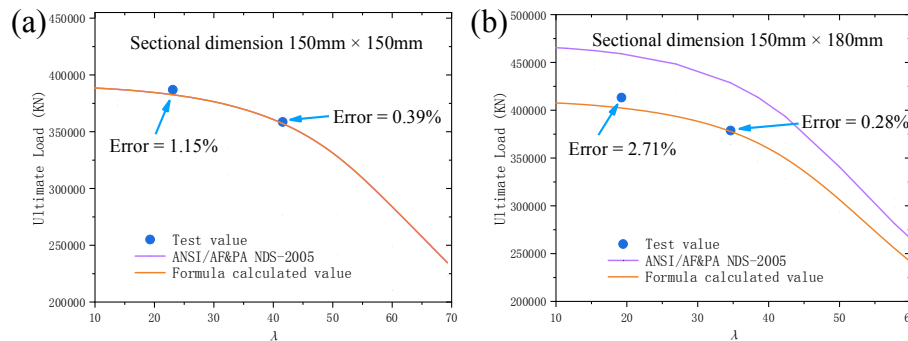 (a)
Sectional dimension 150mm × 150mm
Error = 1.15%
Error = 0.39%
Test value
ANSI/AF&PA NDS-2005
Formula calculated value
Ultimate Load (KN)
450000
400000
350000
300000
250000
200000
10 20 30 40 50 60 70
λ
(b)
Sectional dimension 150mm × 180mm
Error = 2.71%
Error = 0.28%
Test value
ANSI/AF&PA NDS-2005
Formula calculated value
Ultimate Load (KN)
500000
450000
400000
350000
300000
250000
200000
10 20 30 40 50 60
λ